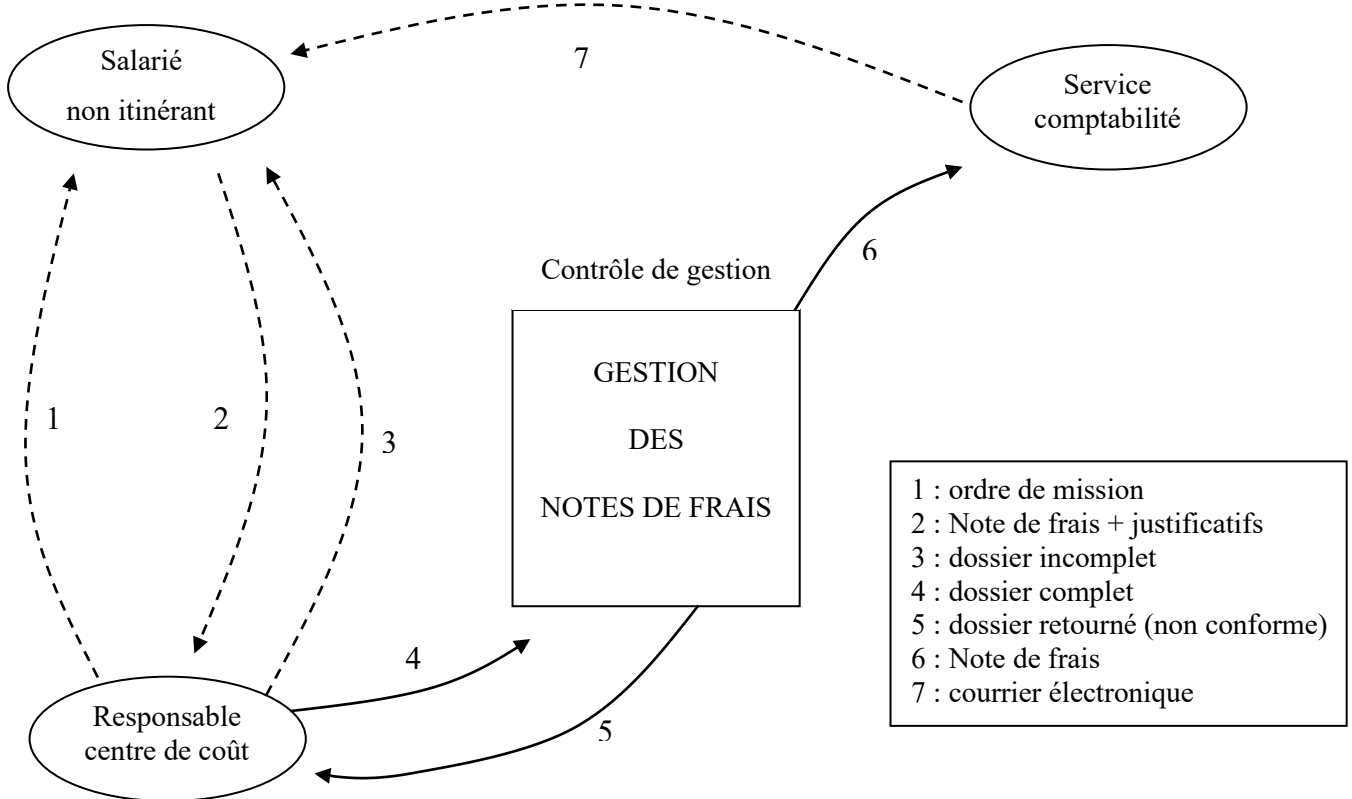 Salarié
non itinérant
7
Service
comptabilité
6
Contrôle de gestion
GESTION
DES
NOTES DE FRAIS
1
2
3
4
5
Responsable
centre de coût
1 : ordre de mission
2 : Note de frais + justificatifs
3 : dossier incomplet
4 : dossier complet
5 : dossier retourné (non conforme)
6 : Note de frais
7 : courrier électronique